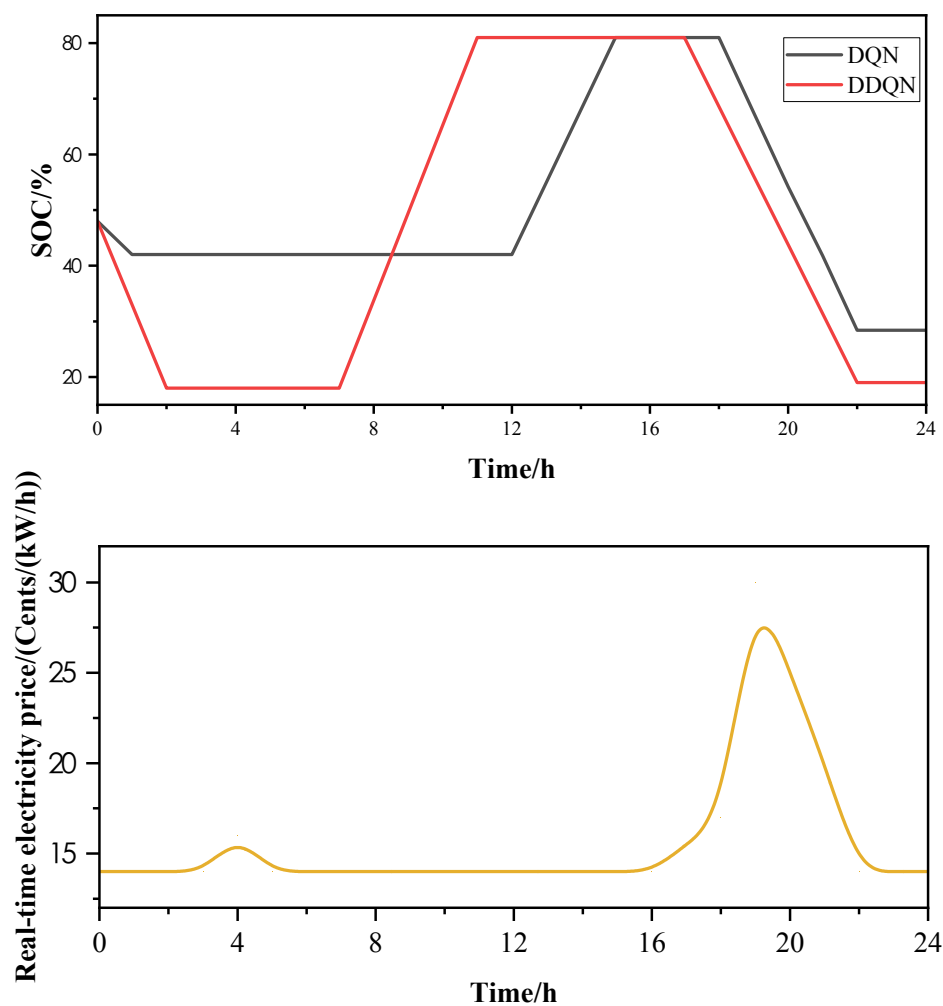 80
60
40
20
SOC/%
DQN
DDQN
0 4 8 12 16 20 24
Time/h
30
25
20
15
Real-time electricity price/(Cents/(kW/h))
0 4 8 12 16 20 24
Time/h